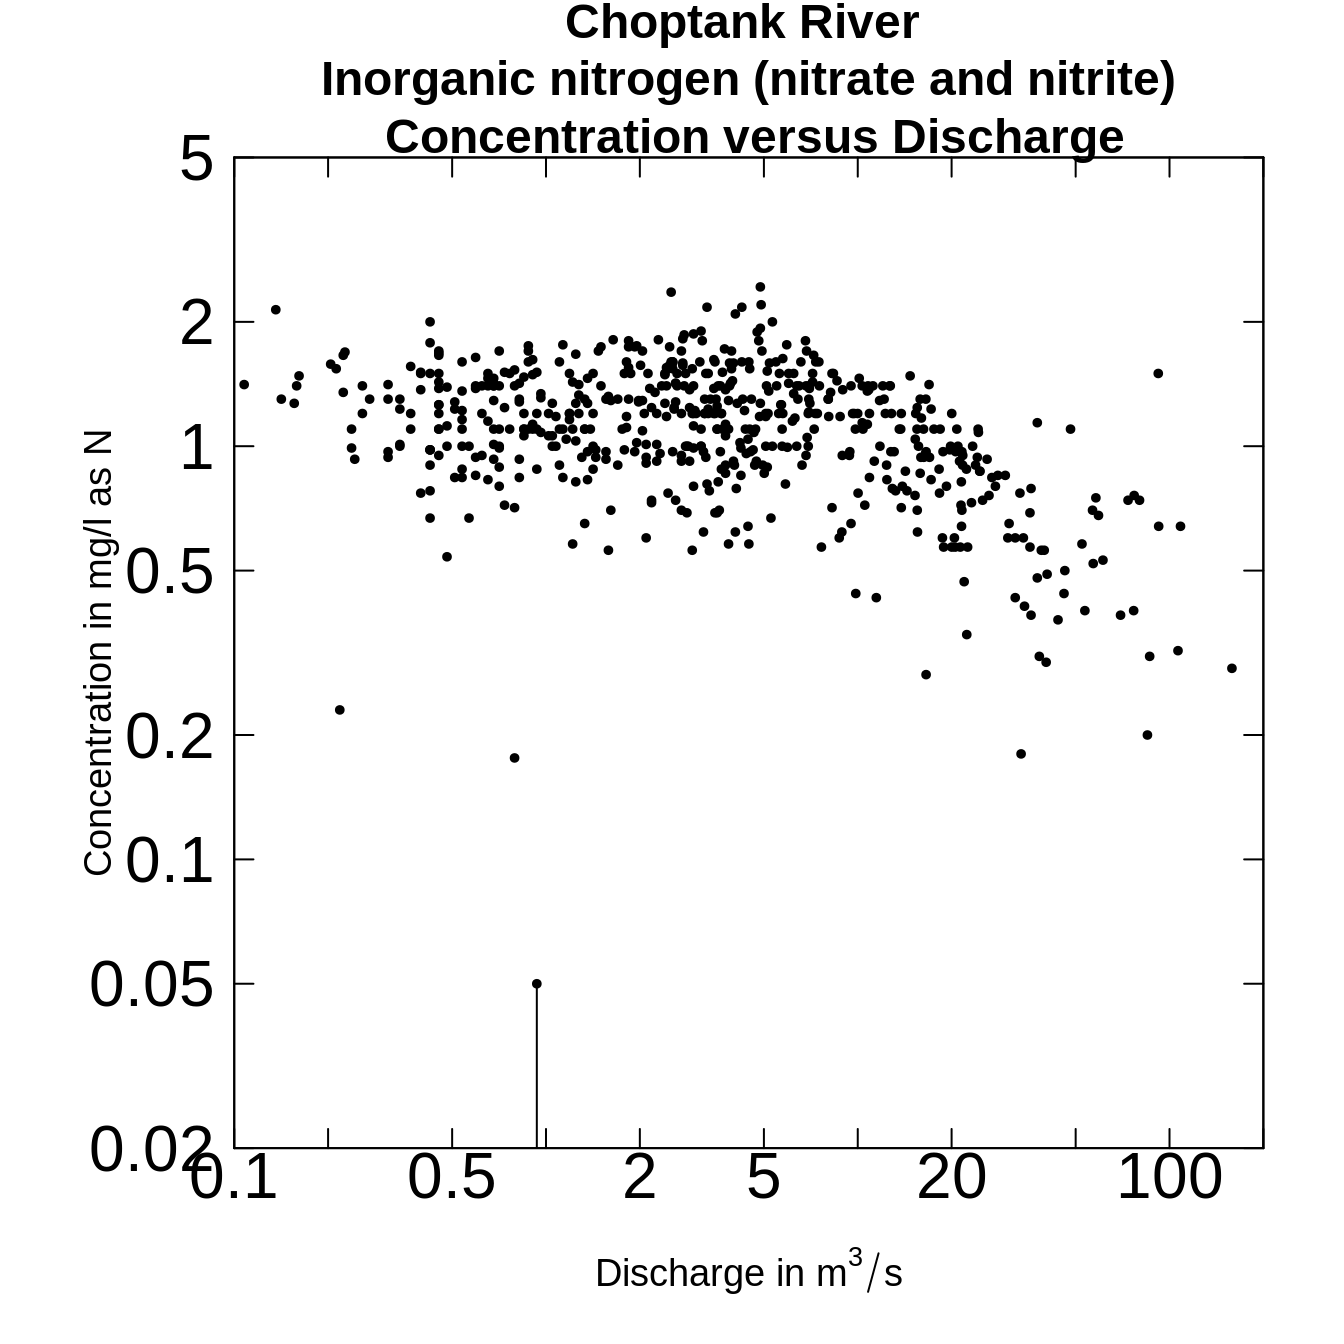 Choptank River
Inorganic nitrogen (nitrate and nitrite)
Concentration versus Discharge
5
2
1
0.5
0.2
0.1
0.05
0.02
Concentration in mg/l as N
0.1 0.5 2 5 20 100
Discharge in m³/s